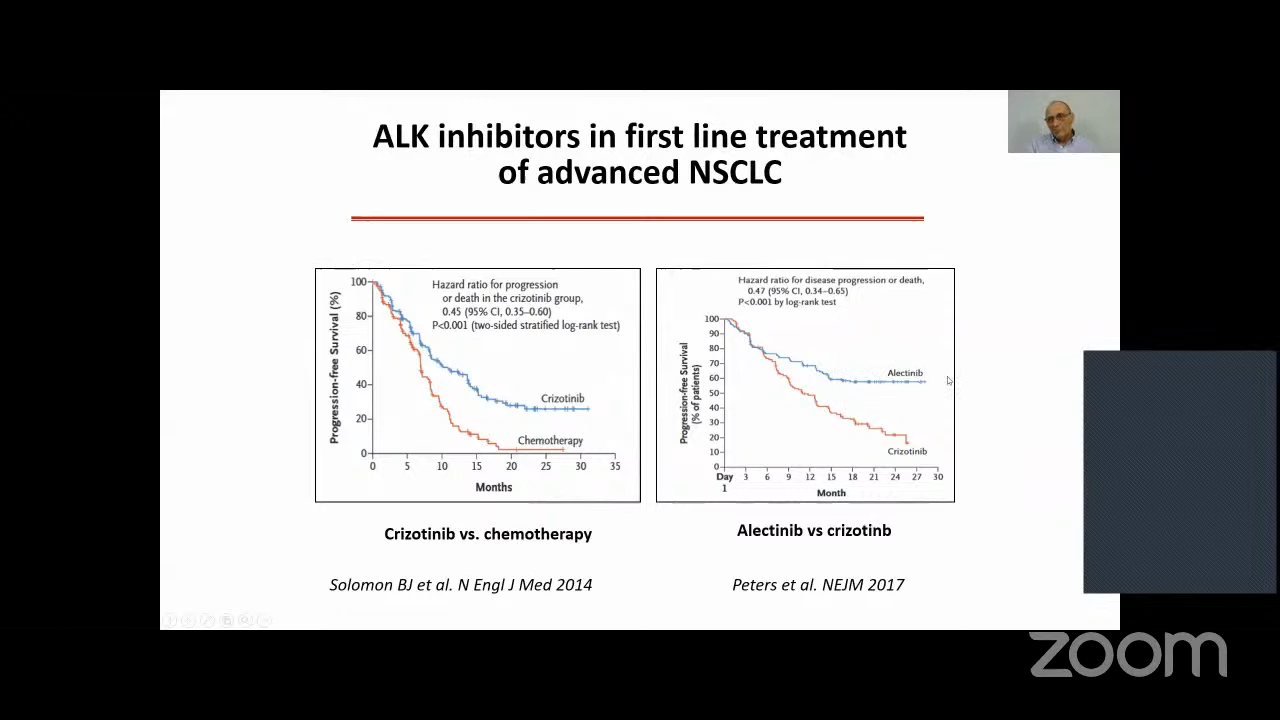 ALK inhibitors in first line treatment
of advanced NSCLC
Progression-free Survival (%)
100
80
60
40
20
0
Hazard ratio for progression
or death in the crizotinib group,
0.45 (95% CI, 0.35–0.60)
P<0.001 (two-sided stratified log-rank test)
Crizotinib
Chemotherapy
0 5 10 15 20 25 30 35
Months
Hazard ratio for disease progression or death,
0.47 (95% CI, 0.34–0.65)
P<0.001 by log-rank test
Progression-free Survival
(% of patients)
100
90
80
70
60
50
40
30
20
10
0
Alectinib
Crizotinib
Day 3 6 9 12 15 18 21 24 27 30
1
Month
Crizotinib vs. chemotherapy
Alectinib vs crizotinb
Solomon BJ et al. N Engl J Med 2014
Peters et al. NEJM 2017
zoom